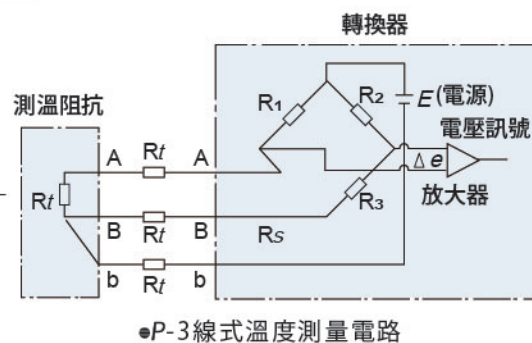 轉換器
測溫阻抗
R1
R2
E(電源)
電壓訊號
A Rt A
Δe
Rt
R3
放大器
B Rt B Rs
b Rt b
●P-3線式溫度測量電路